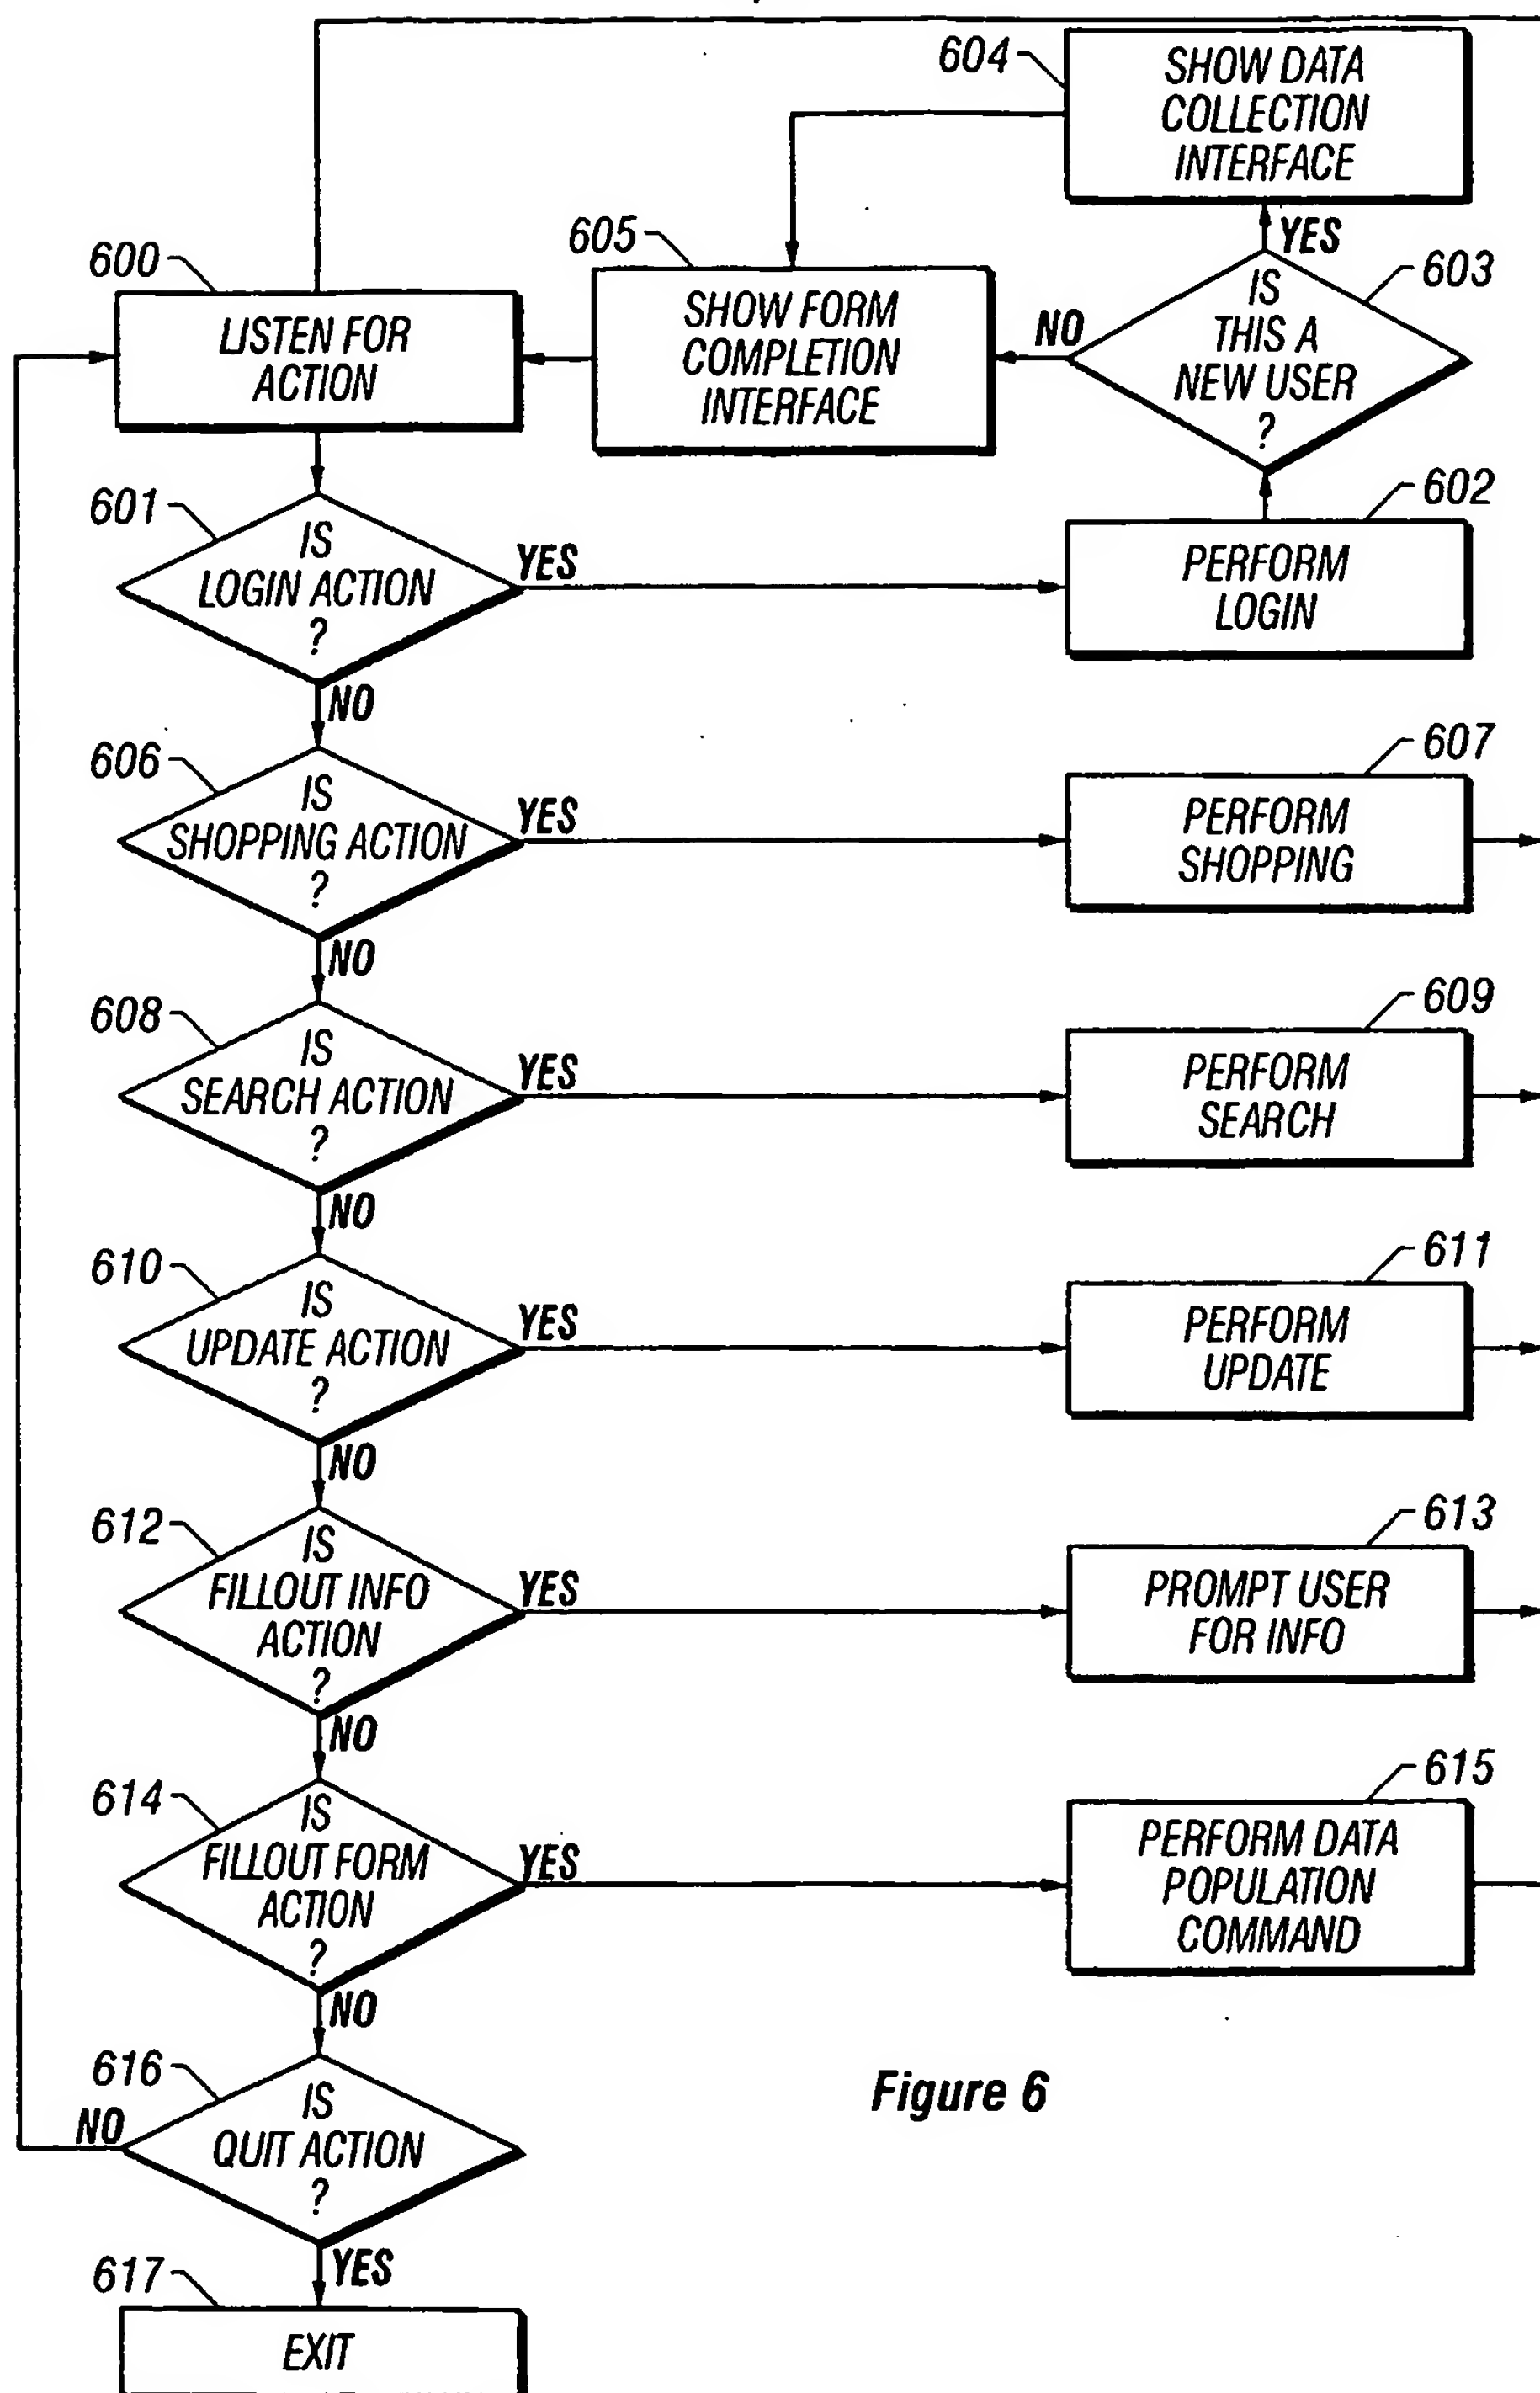 604
SHOW DATA
COLLECTION
INTERFACE
YES
605
600
603
IS
THIS A
NEW USER
?
NO
SHOW FORM
COMPLETION
INTERFACE
LISTEN FOR
ACTION
602
601
IS
LOGIN ACTION
?
YES
PERFORM
LOGIN
NO
607
606
IS
SHOPPING ACTION
?
YES
PERFORM
SHOPPING
NO
609
608
IS
SEARCH ACTION
?
YES
PERFORM
SEARCH
NO
611
610
IS
UPDATE ACTION
?
YES
PERFORM
UPDATE
NO
613
612
IS
FILLOUT INFO
ACTION
?
YES
PROMPT USER
FOR INFO
NO
615
614
IS
FILLOUT FORM
ACTION
?
YES
PERFORM DATA
POPULATION
COMMAND
NO
616
IS
QUIT ACTION
?
NO
Figure 6
YES
617
EXIT